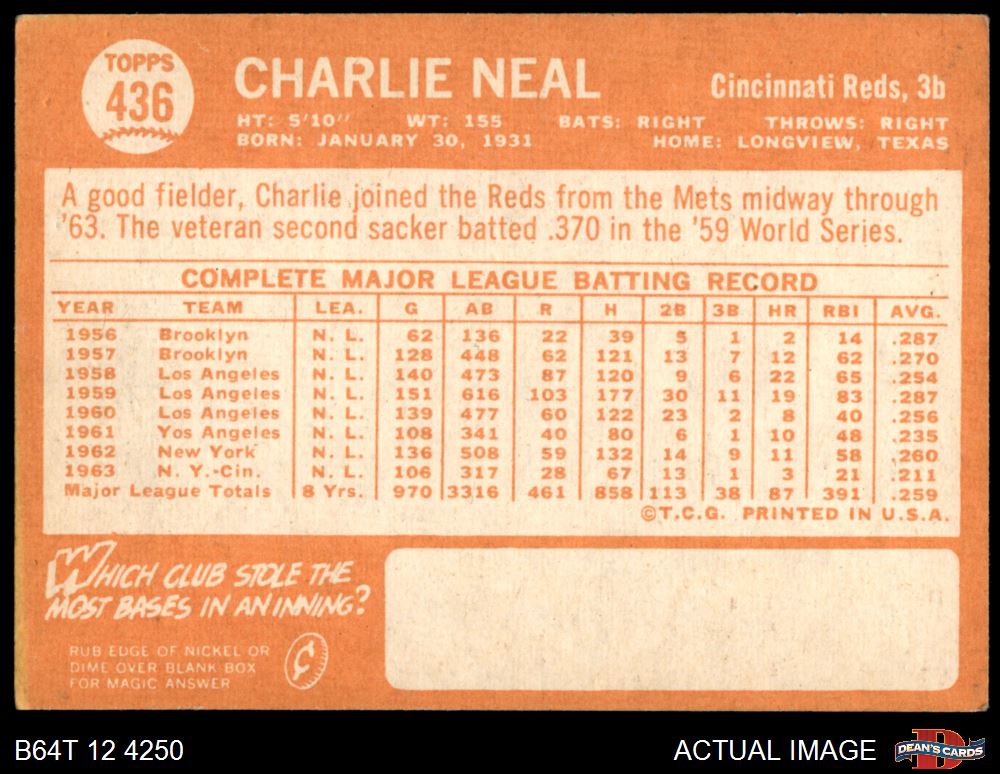 TOPPS
436
CHARLIE NEAL
Cincinnati Reds, 3b
HT: 5'10" WT: 155 BATS: RIGHT THROWS: RIGHT
BORN: JANUARY 30, 1931 HOME: LONGVIEW, TEXAS
A good fielder, Charlie joined the Reds from the Mets midway through
'63. The veteran second sacker batted .370 in the '59 World Series.
COMPLETE MAJOR LEAGUE BATTING RECORD
YEAR TEAM LEA. G AB R H 2B 3B HR RBI AVG.
1956 Brooklyn N. L. 62 136 22 39 5 1 2 14 .287
1957 Brooklyn N. L. 128 448 62 121 13 7 12 62 .270
1958 Los Angeles N. L. 140 473 87 120 9 6 22 65 .254
1959 Los Angeles N. L. 151 616 103 177 30 11 19 83 .287
1960 Los Angeles N. L. 139 477 60 122 23 2 8 40 .256
1961 Yos Angeles N. L. 108 341 40 80 6 1 10 48 .235
1962 New York N. L. 136 508 59 132 14 9 11 58 .260
1963 N. Y.-Cin. N. L. 106 317 28 67 13 1 3 21 .211
Major League Totals 8 Yrs. 970 3316 461 858 113 38 87 391 .259
©T.C.G. PRINTED IN U.S.A.
WHICH CLUB STOLE THE
MOST BASES IN AN INNING?
RUB EDGE OF NICKEL OR
DIME OVER BLANK BOX
FOR MAGIC ANSWER
¢
B64T 12 4250
ACTUAL IMAGE
D
DEAN'S CARDS